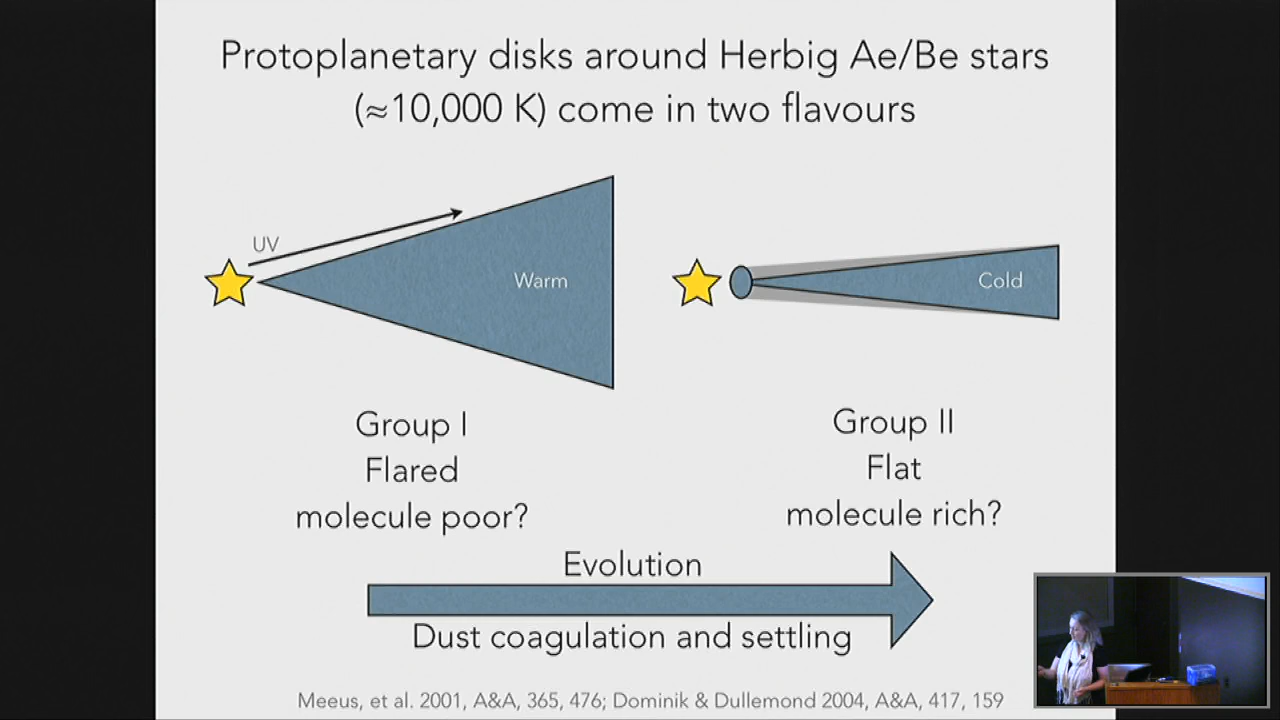 Protoplanetary disks around Herbig Ae/Be stars
(≈10,000 K) come in two flavours
UV
Warm
Cold
Group I
Flared
molecule poor?
Group II
Flat
molecule rich?
Evolution
Dust coagulation and settling
Meeus, et al. 2001, A&A, 365, 476; Dominik & Dullemond 2004, A&A, 417, 159